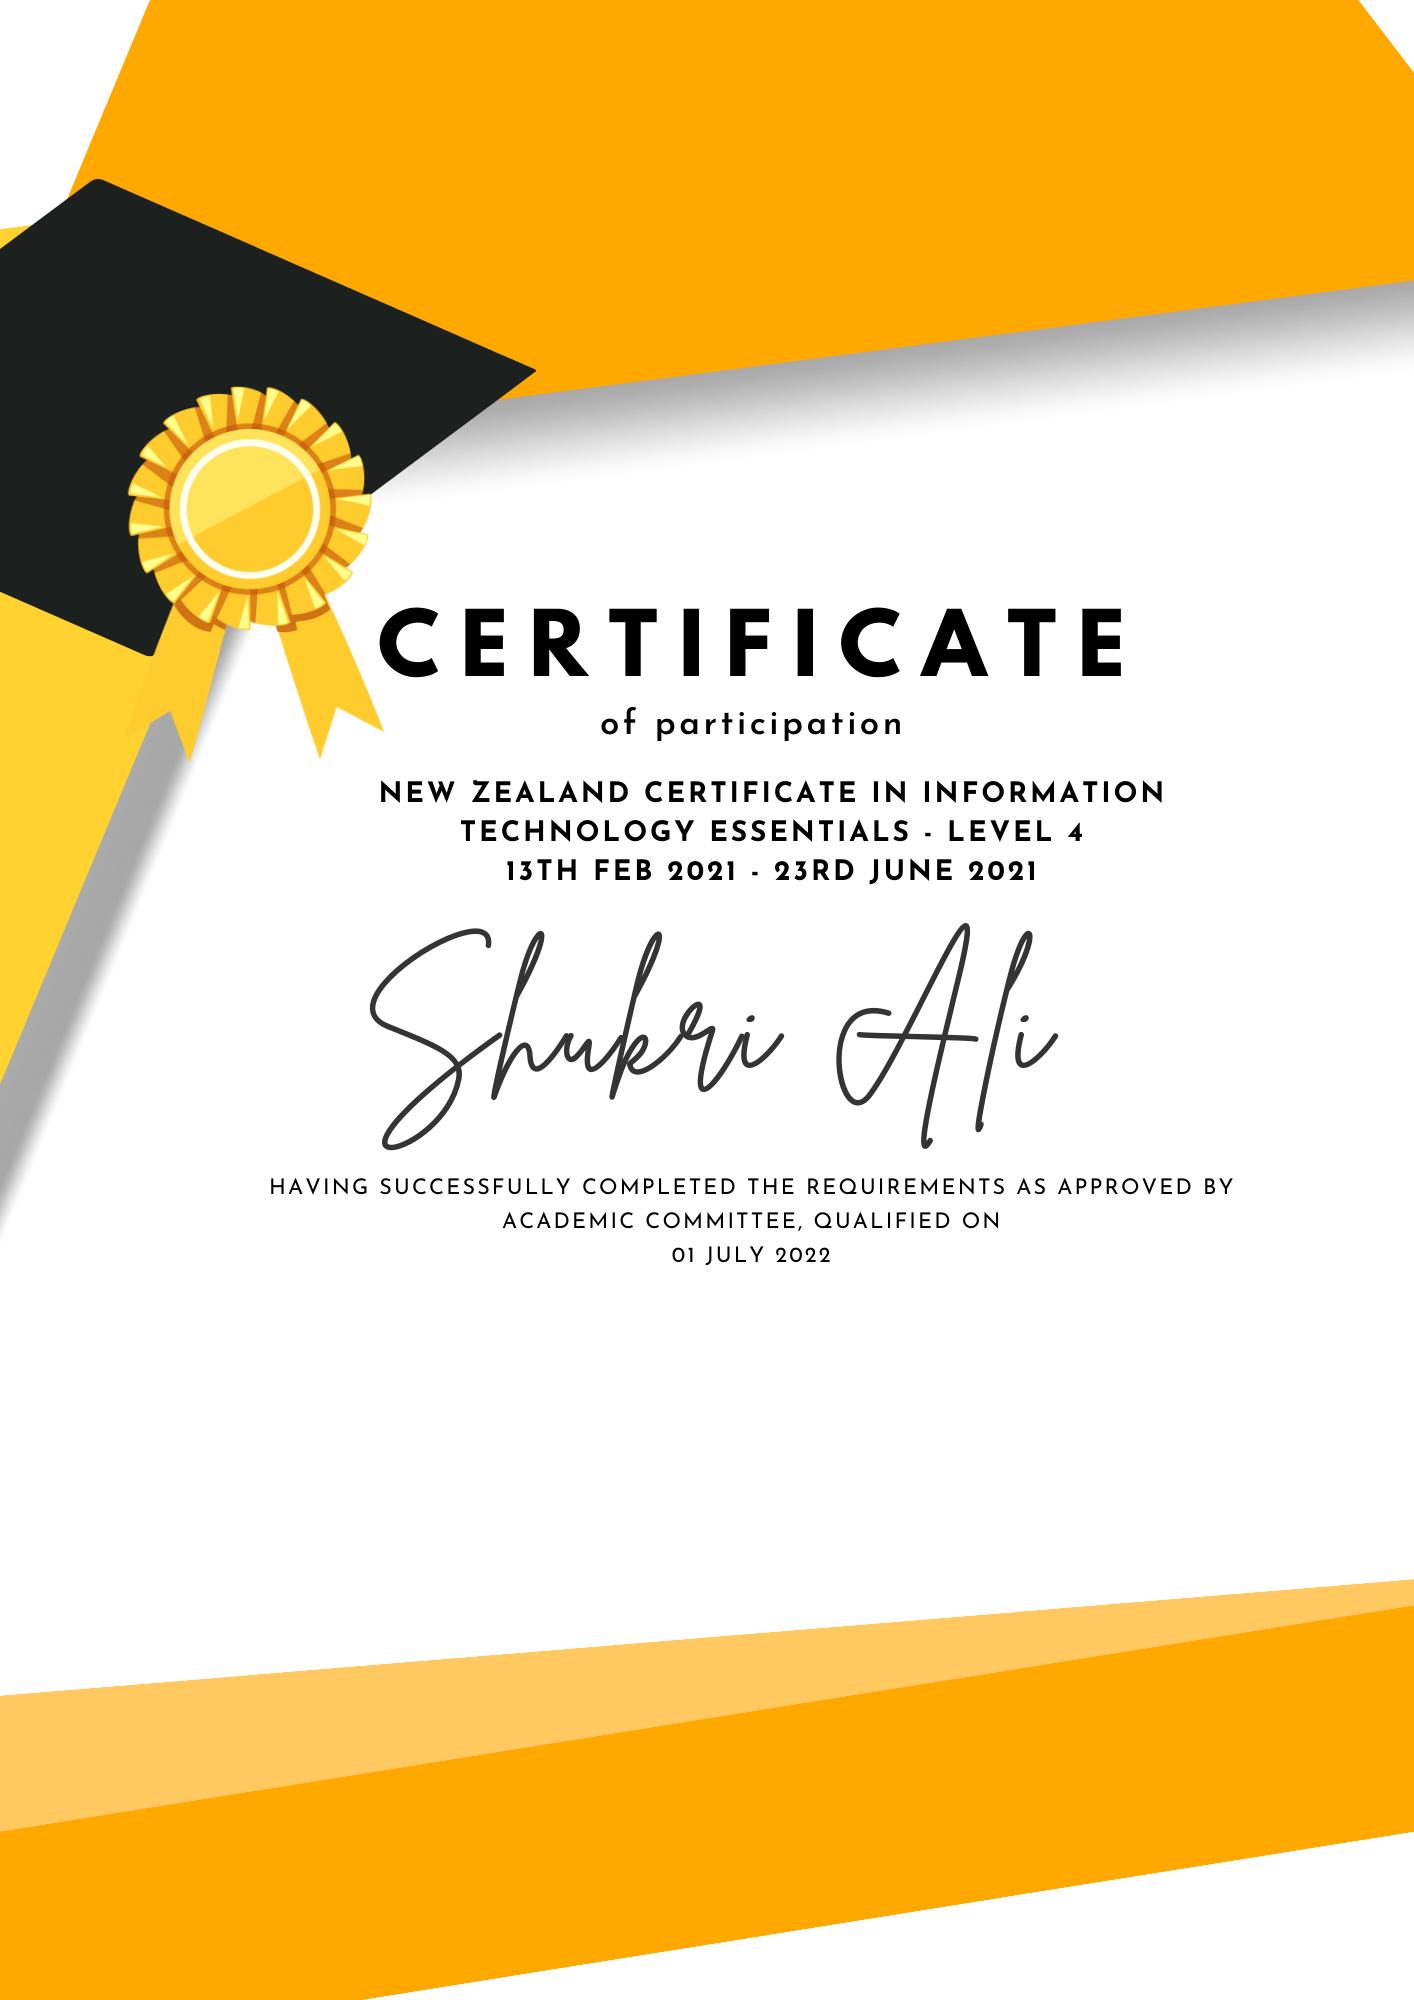 CERTIFICATE
of participation
NEW ZEALAND CERTIFICATE IN INFORMATION
TECHNOLOGY ESSENTIALS - LEVEL 4
13TH FEB 2021 - 23RD JUNE 2021
Shukri Ali
HAVING SUCCESSFULLY COMPLETED THE REQUIREMENTS AS APPROVED BY
ACADEMIC COMMITTEE, QUALIFIED ON
01 JULY 2022